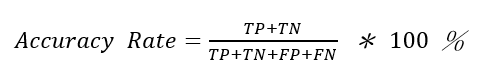 Accuracy Rate = TP+TN / TP+TN+FP+FN * 100 %